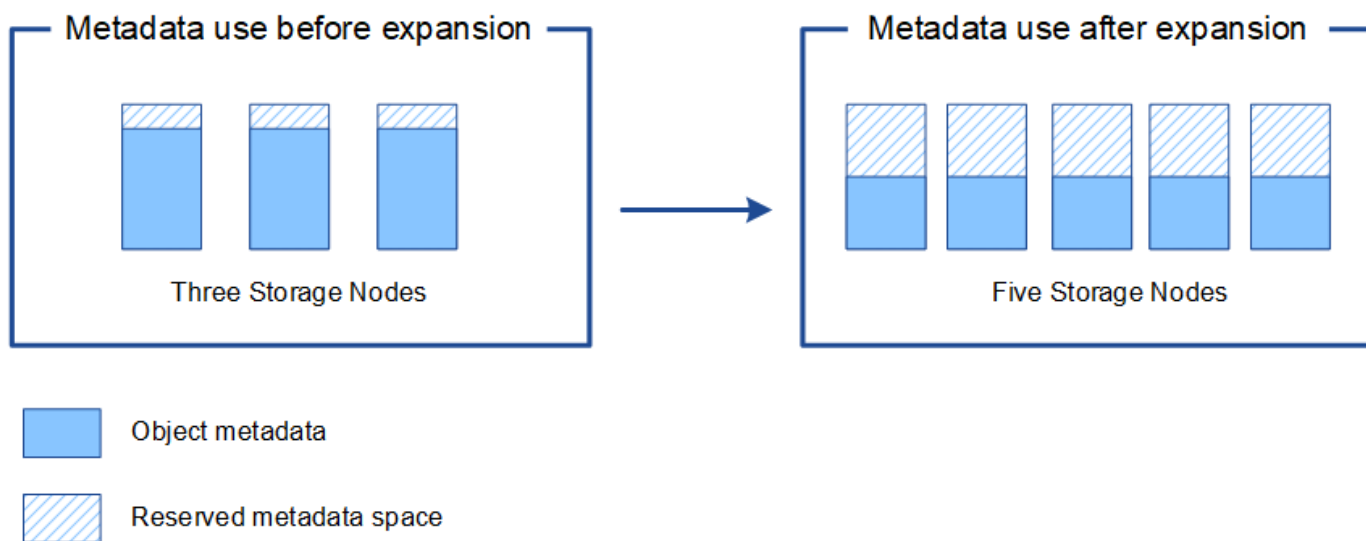 Metadata use before expansion
Metadata use after expansion
Three Storage Nodes
Five Storage Nodes
Object metadata
Reserved metadata space